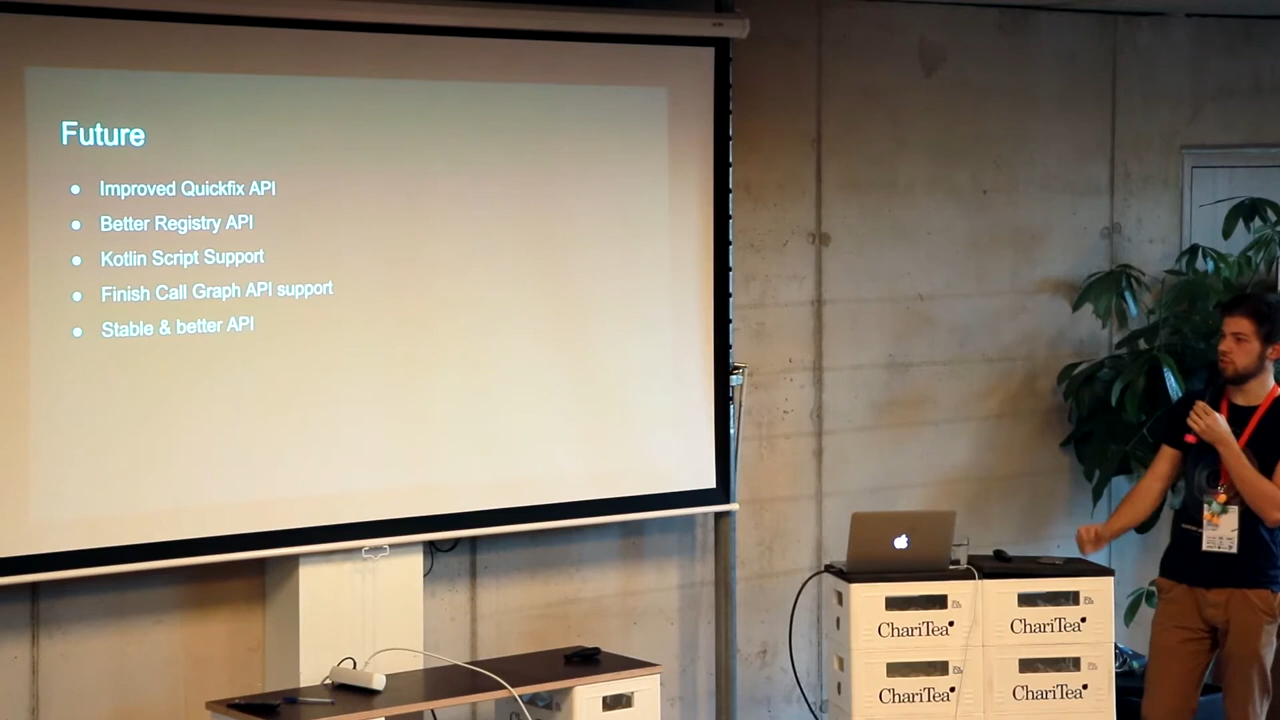 Future
● Improved Quickfix API
● Better Registry API
● Kotlin Script Support
● Finish Call Graph API support
● Stable & better API
ChariTea
ChariTea
ChariTea
ChariTea